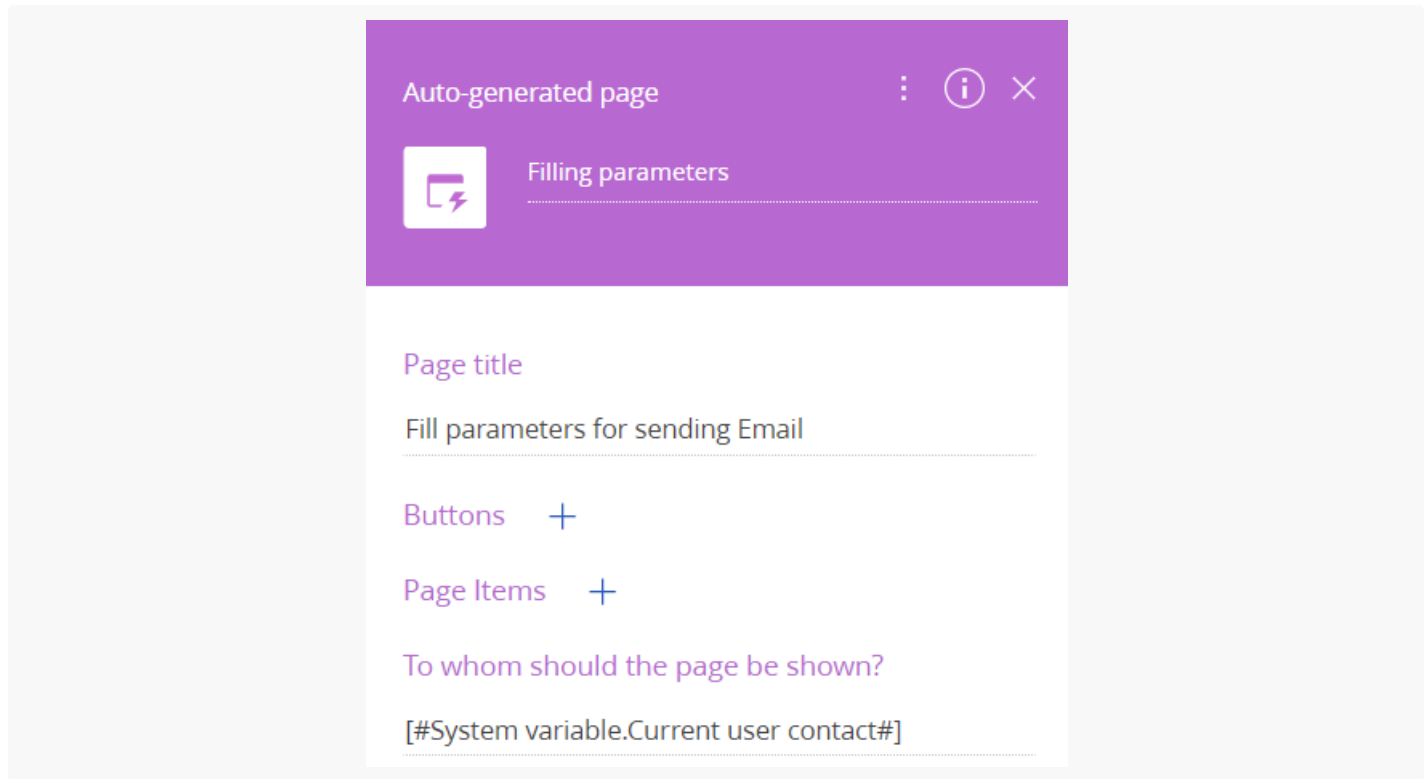 Auto-generated page
Filling parameters
Page title
Fill parameters for sending Email
Buttons
Page Items
To whom should the page be shown?
[#System variable.Current user contact#]